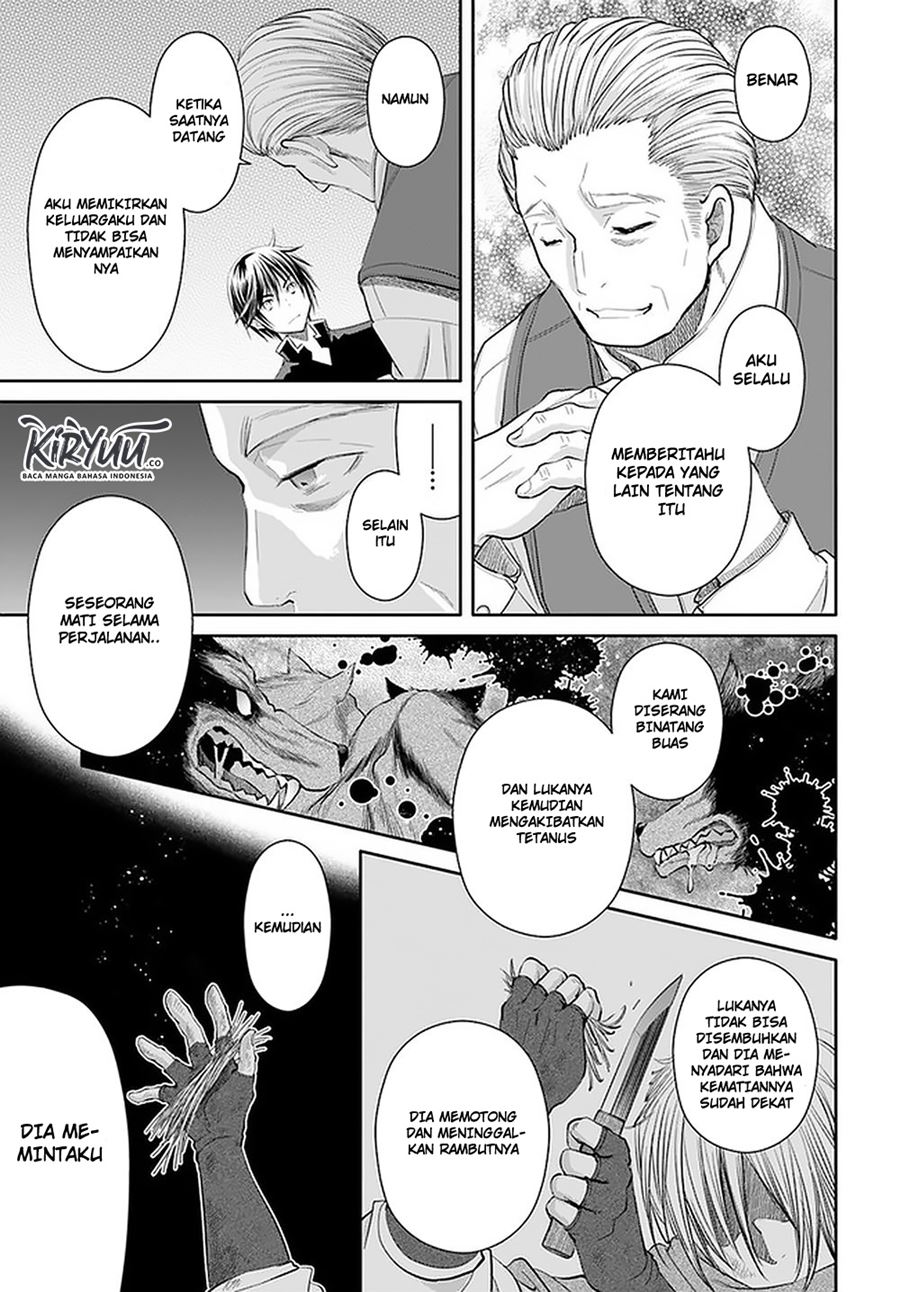 BENAR
AKU
SELALU
MEMBERITAHU
KEPADA YANG
LAIN TENTANG
ITU
NAMUN
KETIKA
SAATNYA
DATANG
AKU MEMIKIRKAN
KELUARGAKU DAN
TIDAK BISA
MENYAMPAIKAN
NYA
......
SELAIN
ITU
KIRYUU.CO
BACA MANGA BAHASA INDONESIA
SESEORANG
MATI SELAMA
PERJALANAN..
KAMI
DISERANG
BINATANG
BUAS
DAN LUKANYA
KEMUDIAN
MENGAKIBATKAN
TETANUS
LUKANYA
TIDAK BISA
DISEMBUHKAN
DAN DIA ME-
NYADARI BAHWA
KEMATIANNYA
SUDAH DEKAT
DIA MEMOTONG
DAN MENINGGAL-
KAN RAMBUTNYA
...
KEMUDIAN
DIA ME-
MINTAKU